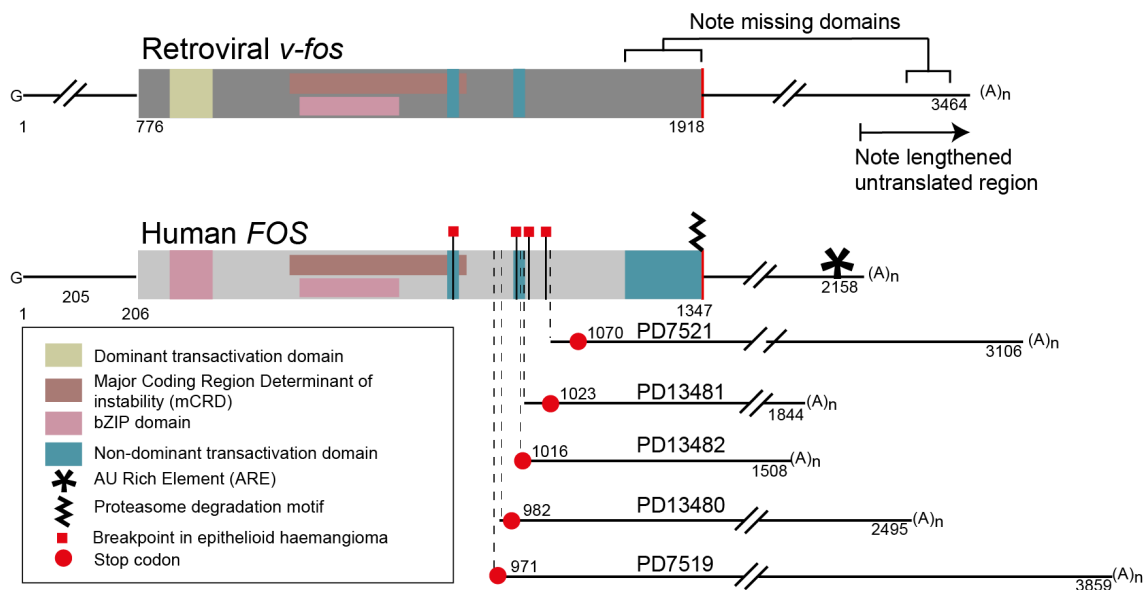 Note missing domains
Retroviral v-fos
G
(A)n
3464
1
776
1918
Note lengthened
untranslated region
Human FOS
G
(A)n
205
2158
1
206
1347
1070
PD7521
(A)n
3106
1023
PD13481
(A)n
1844
1016
PD13482
(A)n
1508
982
PD13480
(A)n
2495
971
PD7519
(A)n
3859
Dominant transactivation domain
Major Coding Region Determinant of
instability (mCRD)
bZIP domain
Non-dominant transactivation domain
AU Rich Element (ARE)
Proteasome degradation motif
Breakpoint in epithelioid haemangioma
Stop codon